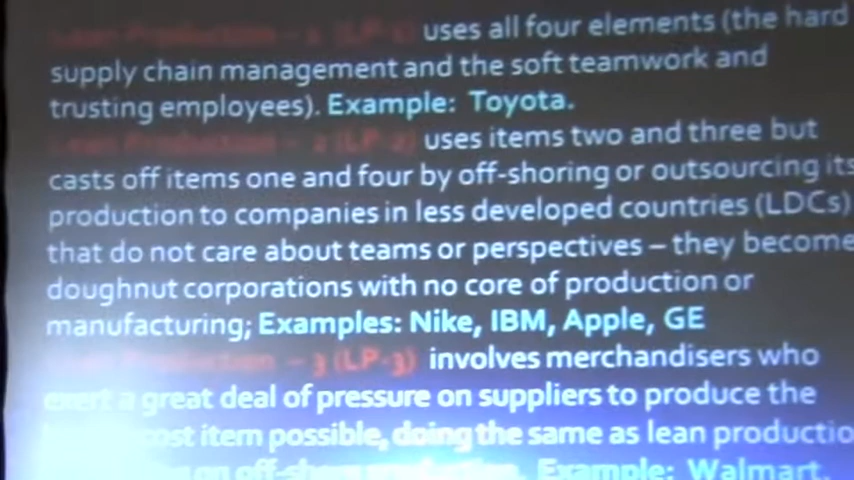 Lean Production – 1 (LP-1) uses all four elements (the hard
supply chain management and the soft teamwork and
trusting employees). Example: Toyota.
Lean Production – 2 (LP-2) uses items two and three but
casts off items one and four by off-shoring or outsourcing its
production to companies in less developed countries (LDCs)
that do not care about teams or perspectives – they become
doughnut corporations with no core of production or
manufacturing; Examples: Nike, IBM, Apple, GE
Lean Production – 3 (LP-3) involves merchandisers who
exert a great deal of pressure on suppliers to produce the
cost item possible, doing the same as lean productio
on off-shore production. Example: Walmart.